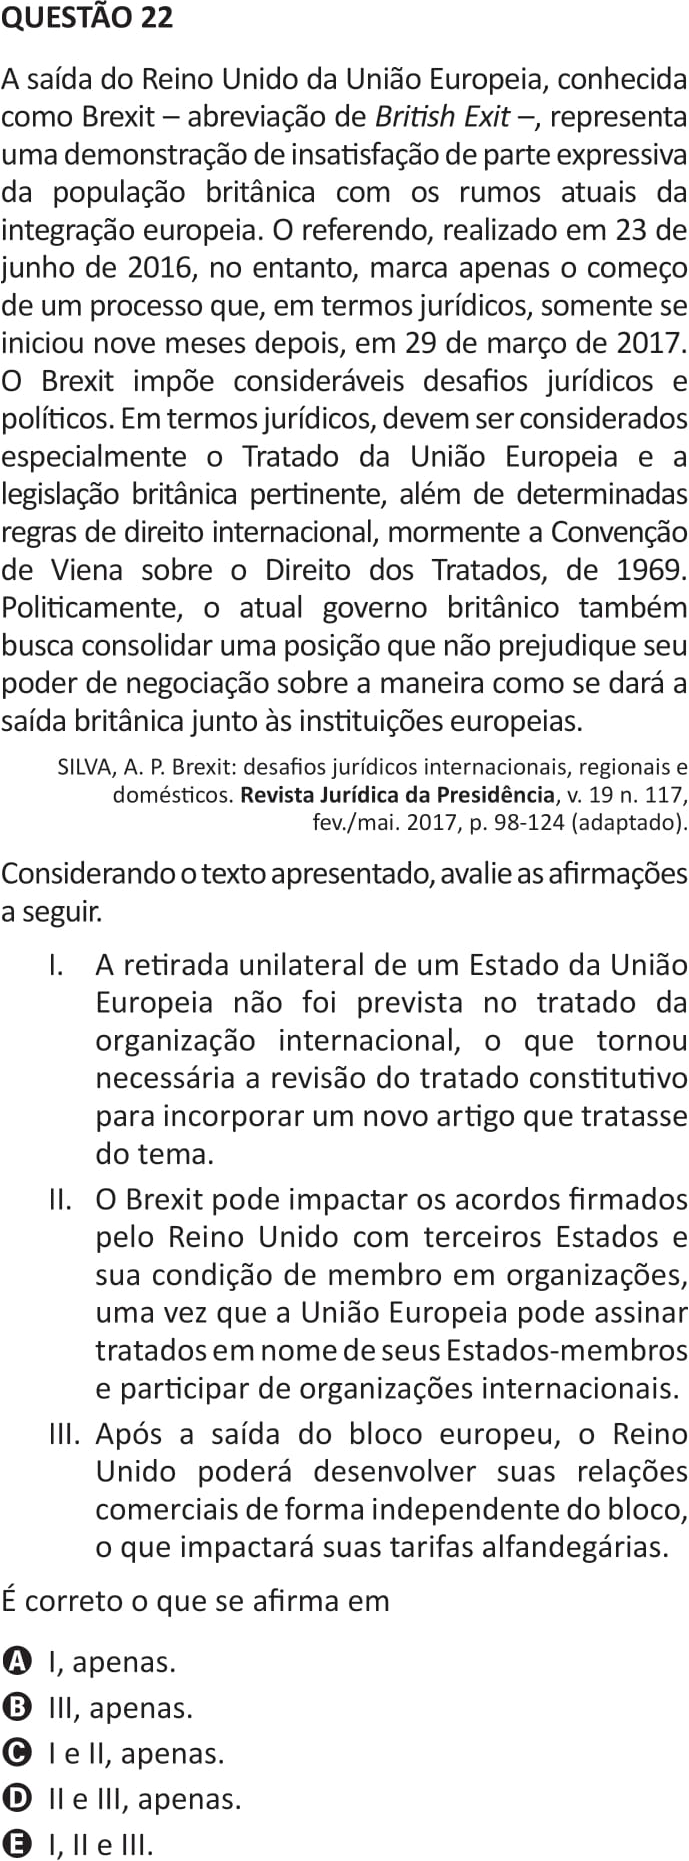 QUESTÃO 22
A saída do Reino Unido da União Europeia, conhecida
como Brexit – abreviação de British Exit –, representa
uma demonstração de insatisfação de parte expressiva
da população britânica com os rumos atuais da
integração europeia. O referendo, realizado em 23 de
junho de 2016, no entanto, marca apenas o começo
de um processo que, em termos jurídicos, somente se
iniciou nove meses depois, em 29 de março de 2017.
O Brexit impõe consideráveis desafios jurídicos e
políticos. Em termos jurídicos, devem ser considerados
especialmente o Tratado da União Europeia e a
legislação britânica pertinente, além de determinadas
regras de direito internacional, mormente a Convenção
de Viena sobre o Direito dos Tratados, de 1969.
Politicamente, o atual governo britânico também
busca consolidar uma posição que não prejudique seu
poder de negociação sobre a maneira como se dará a
saída britânica junto às instituições europeias.
SILVA, A. P. Brexit: desafios jurídicos internacionais, regionais e
domésticos. Revista Jurídica da Presidência, v. 19 n. 117,
fev./mai. 2017, p. 98-124 (adaptado).
Considerando o texto apresentado, avalie as afirmações
a seguir.
I. A retirada unilateral de um Estado da União
Europeia não foi prevista no tratado da
organização internacional, o que tornou
necessária a revisão do tratado constitutivo
para incorporar um novo artigo que tratasse
do tema.
II. O Brexit pode impactar os acordos firmados
pelo Reino Unido com terceiros Estados e
sua condição de membro em organizações,
uma vez que a União Europeia pode assinar
tratados em nome de seus Estados-membros
e participar de organizações internacionais.
III. Após a saída do bloco europeu, o Reino
Unido poderá desenvolver suas relações
comerciais de forma independente do bloco,
o que impactará suas tarifas alfandegárias.
É correto o que se afirma em
A I, apenas.
B III, apenas.
C I e II, apenas.
D II e III, apenas.
E I, II e III.